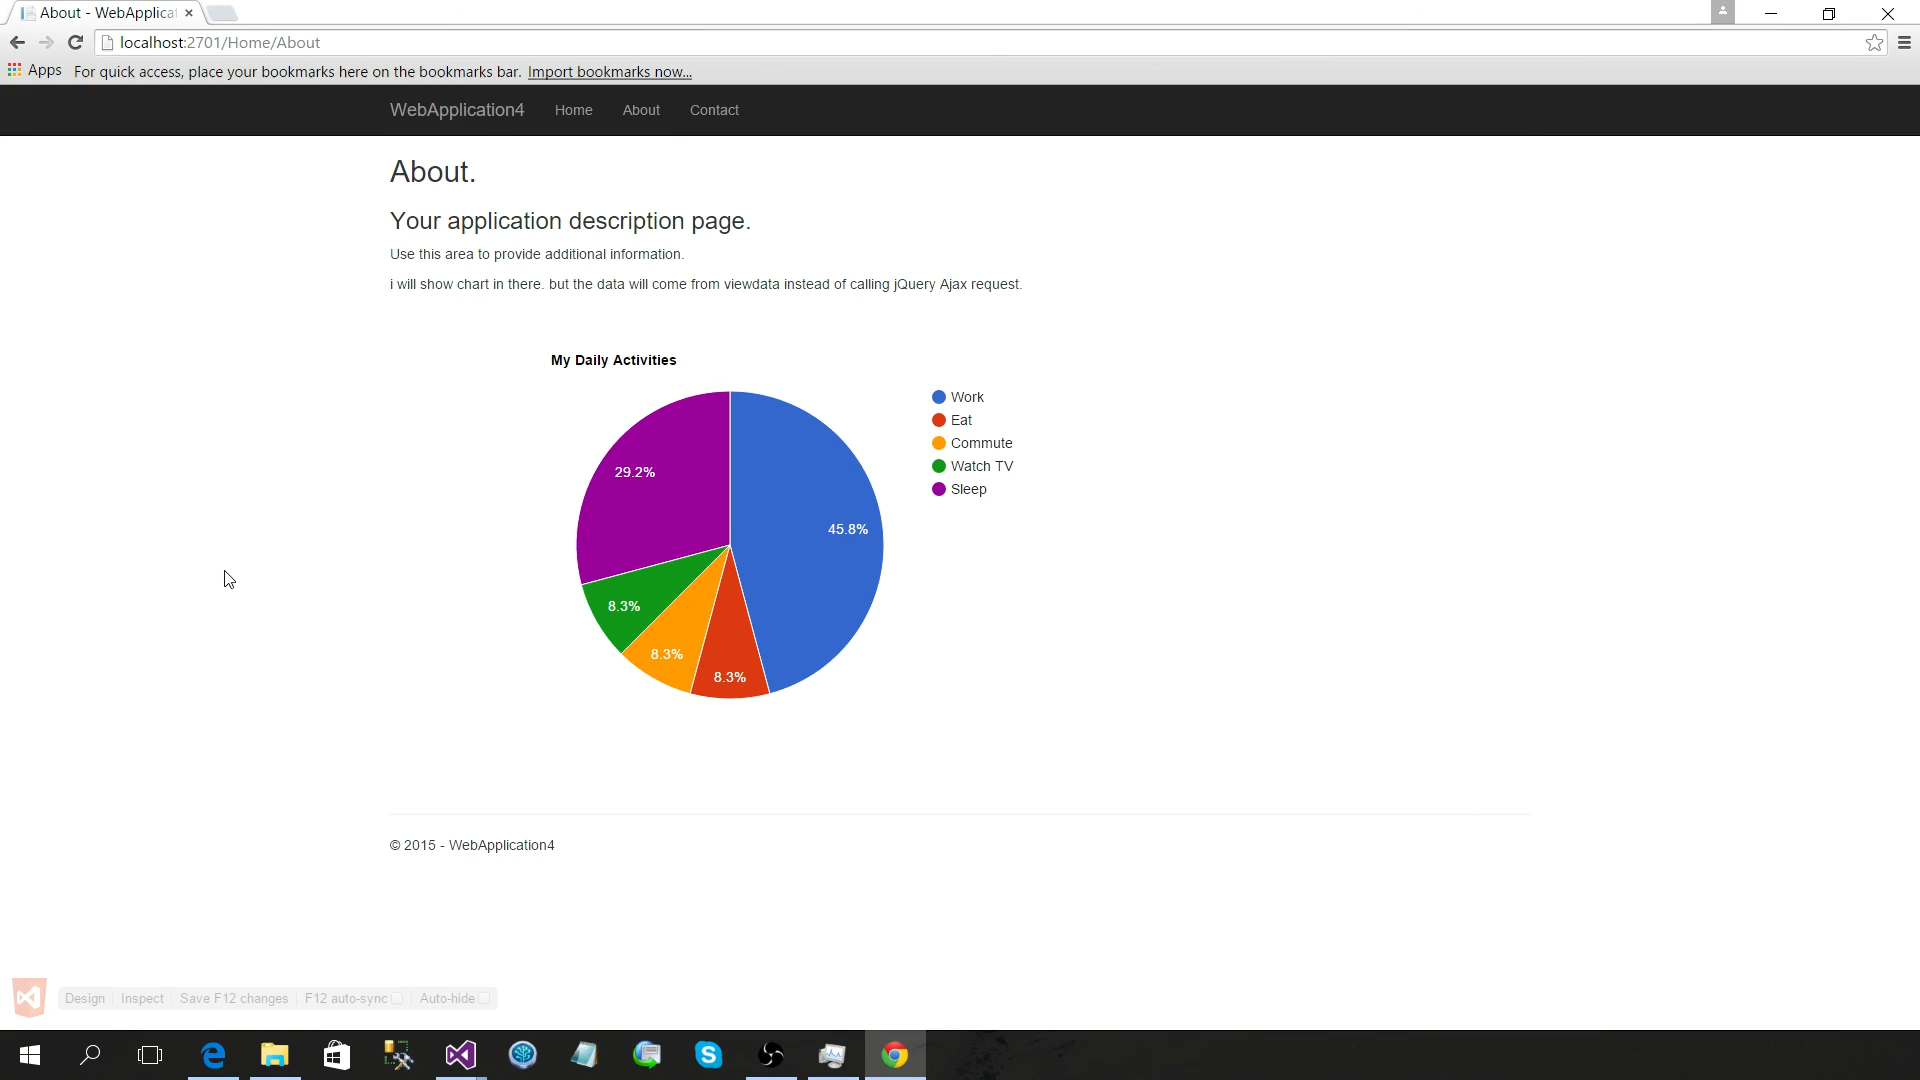 About - WebApplicat
localhost:2701/Home/About
Apps For quick access, place your bookmarks here on the bookmarks bar. Import bookmarks now...
WebApplication4 Home About Contact
About.
Your application description page.
Use this area to provide additional information.
i will show chart in there. but the data will come from viewdata instead of calling jQuery Ajax request.
My Daily Activities
Work
Eat
Commute
Watch TV
Sleep
29.2%
45.8%
8.3%
8.3%
8.3%
© 2015 - WebApplication4
Design Inspect Save F12 changes F12 auto-sync Auto-hide